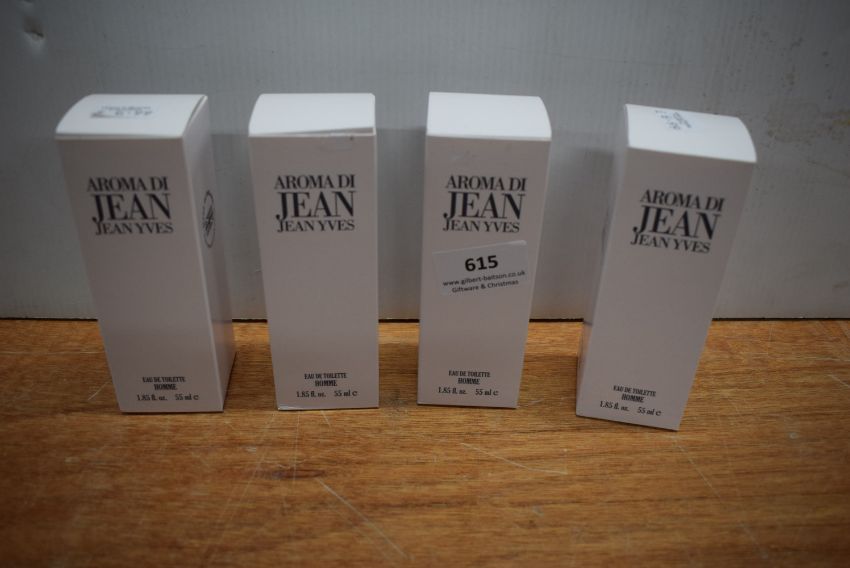 AROMA DI
JEAN
JEAN YVES
EAU DE TOILETTE
HOMME
1.85 fl. oz. 55 ml e
AROMA DI
JEAN
JEAN YVES
EAU DE TOILETTE
HOMME
1.85 fl. oz. 55 ml e
AROMA DI
JEAN
JEAN YVES
615
www.gilbert-baitson.co.uk
Giftware & Christmas
EAU DE TOILETTE
HOMME
1.85 fl. oz. 55 ml e
AROMA DI
JEAN
JEAN YVES
EAU DE TOILETTE
HOMME
1.85 fl. oz. 55 ml e